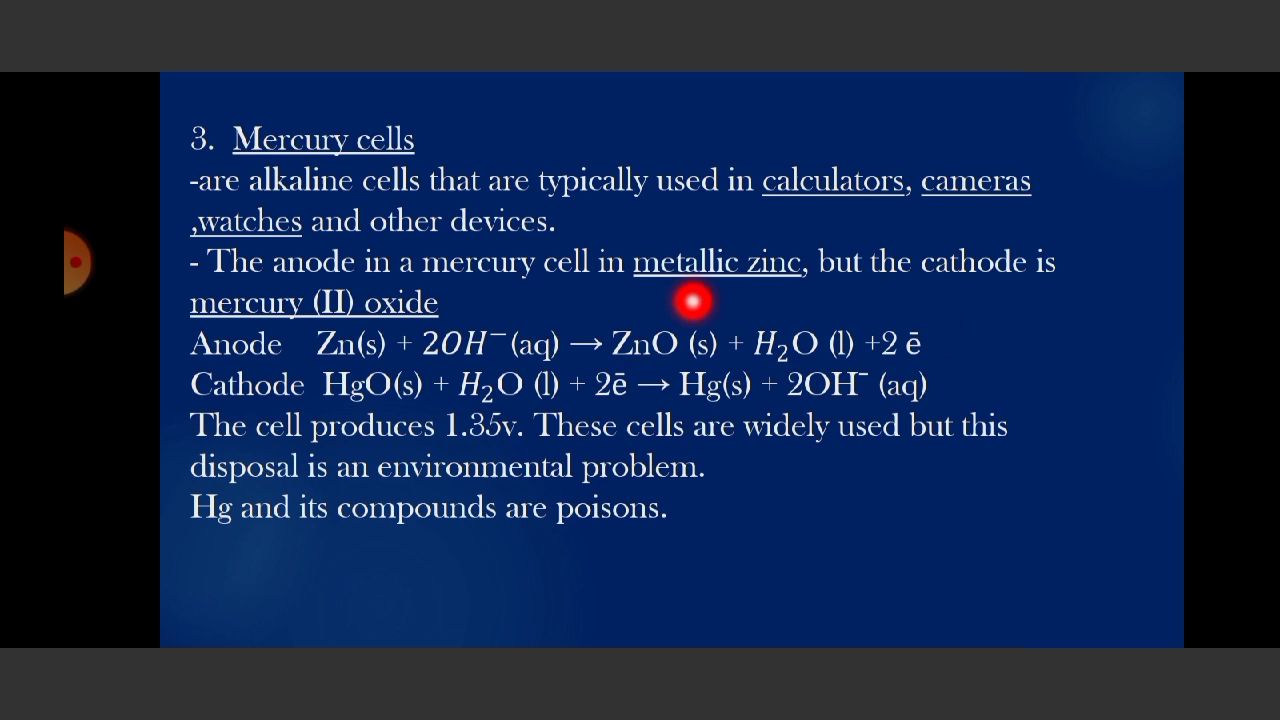 3. Mercury cells
-are alkaline cells that are typically used in calculators, cameras
,watches and other devices.
- The anode in a mercury cell in metallic zinc, but the cathode is
mercury (II) oxide
Anode Zn(s) + 2OH⁻(aq) → ZnO (s) + H₂O (l) +2 ē
Cathode HgO(s) + H₂O (l) + 2ē → Hg(s) + 2OH⁻ (aq)
The cell produces 1.35v. These cells are widely used but this
disposal is an environmental problem.
Hg and its compounds are poisons.